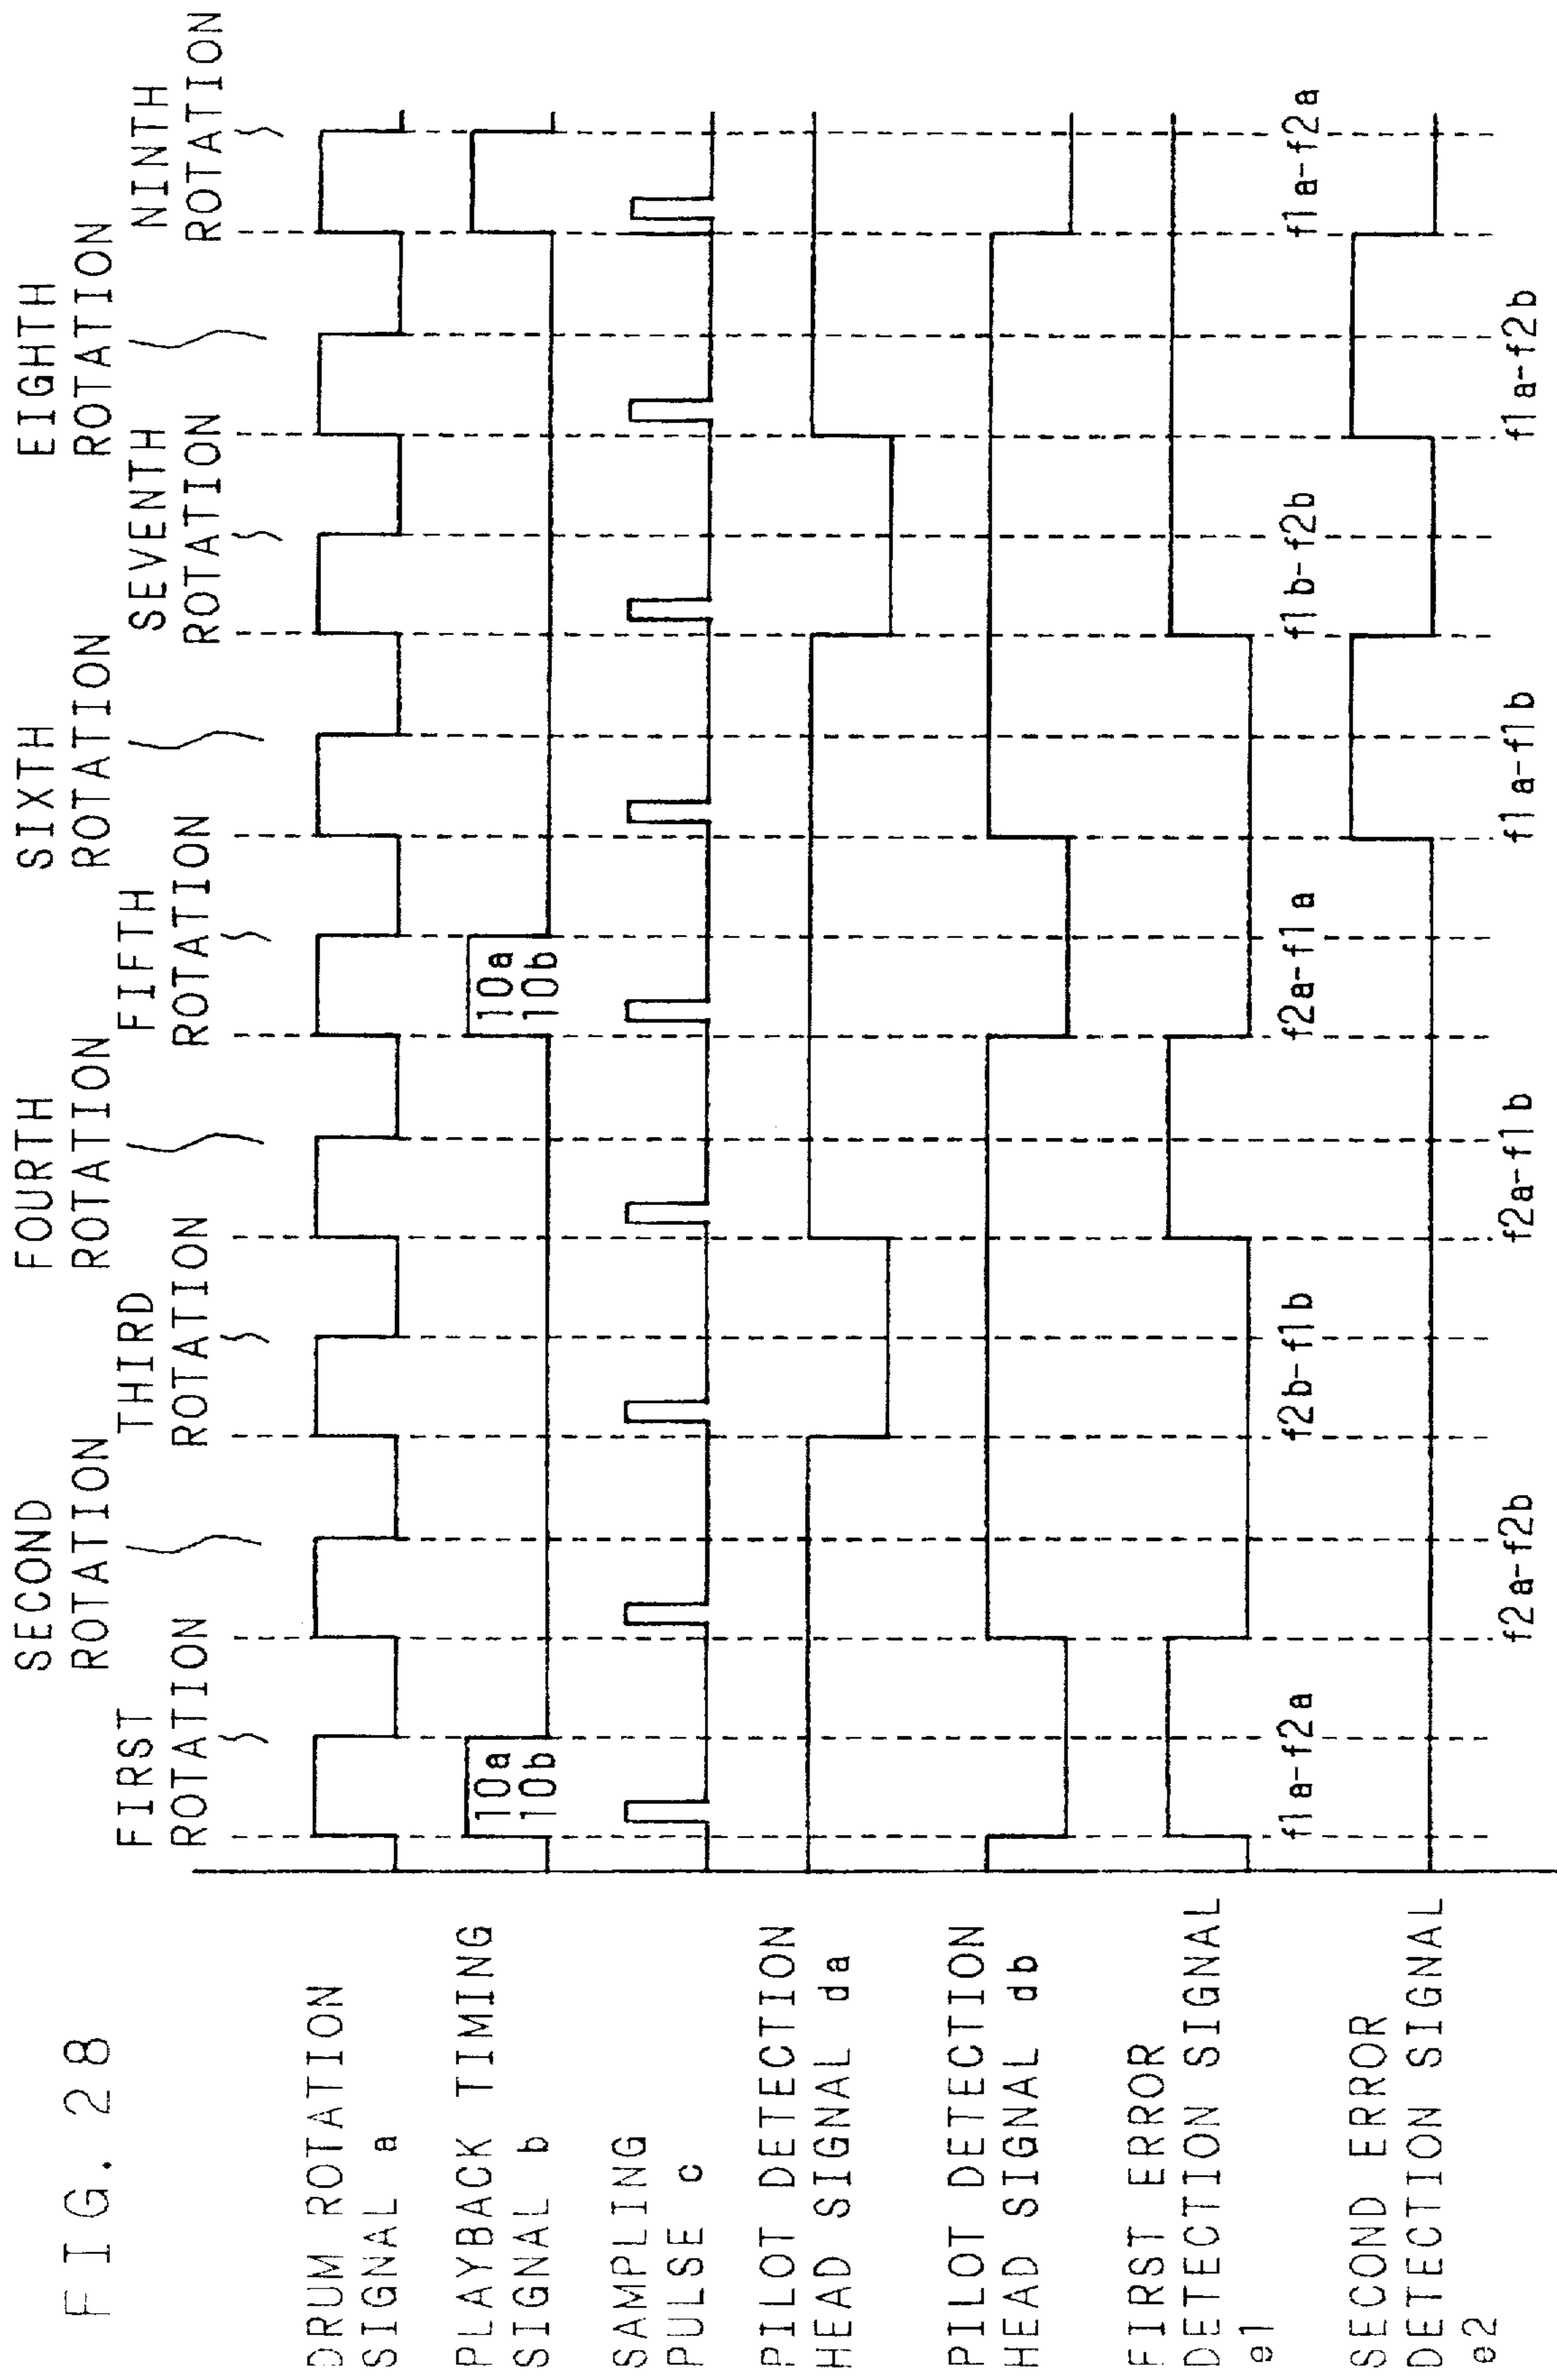 FIG. 28
FIRST
ROTATION
SECOND
ROTATION
THIRD
ROTATION
FOURTH
ROTATION
FIFTH
ROTATION
SIXTH
ROTATION
SEVENTH
ROTATION
EIGHTH
ROTATION
NINTH
ROTATION
DRUM ROTATION
SIGNAL a
PLAYBACK TIMING
SIGNAL b
10a
10b
10a
10b
SAMPLING
PULSE c
PILOT DETECTION
HEAD SIGNAL da
PILOT DETECTION
HEAD SIGNAL db
FIRST ERROR
DETECTION SIGNAL
e1
f1a-f2a
f2b-f1b
f2a-f1a
f1b-f2b
f1a-f2a
SECOND ERROR
DETECTION SIGNAL
e2
f2a-f2b
f2a-f1b
f1a-f1b
f1a-f2b